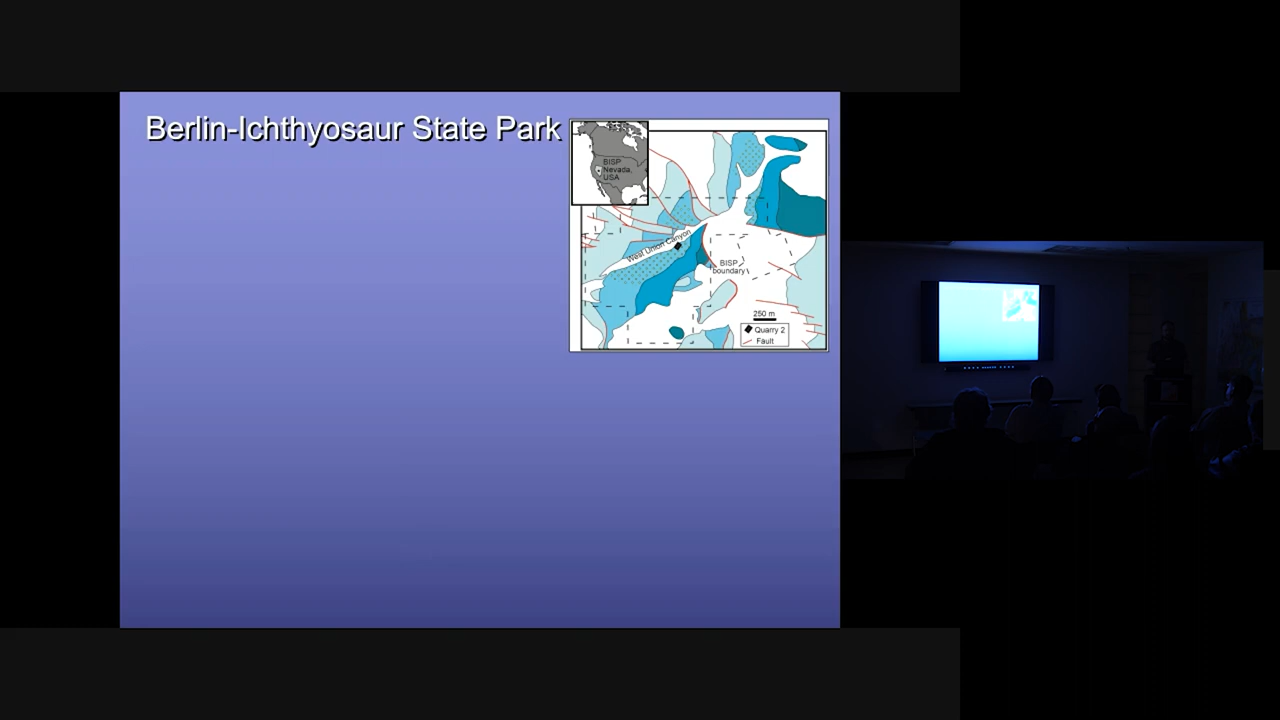 Berlin-Ichthyosaur State Park
BISP
Nevada,
USA
West Union Canyon
BISP
boundary
250 m
Quarry 2
Fault